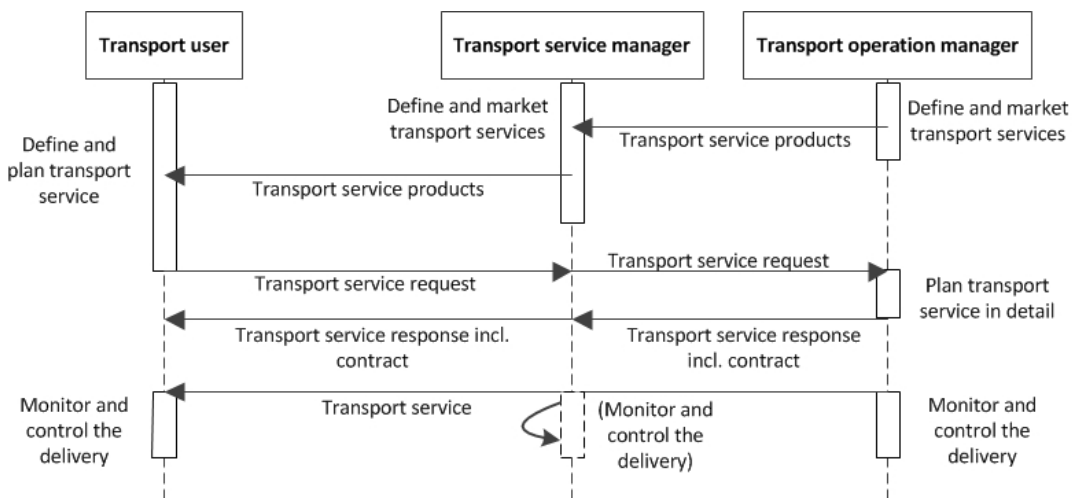 Transport user
Transport service manager
Transport operation manager
Define and market
transport services
Define and market
transport services
Transport service products
Define and
plan transport
service
Transport service products
Transport service request
Transport service request
Plan transport
service in detail
Transport service response incl.
contract
Transport service response
incl. contract
Monitor and
control the
delivery
Transport service
(Monitor and
control the
delivery)
Monitor and
control the
delivery